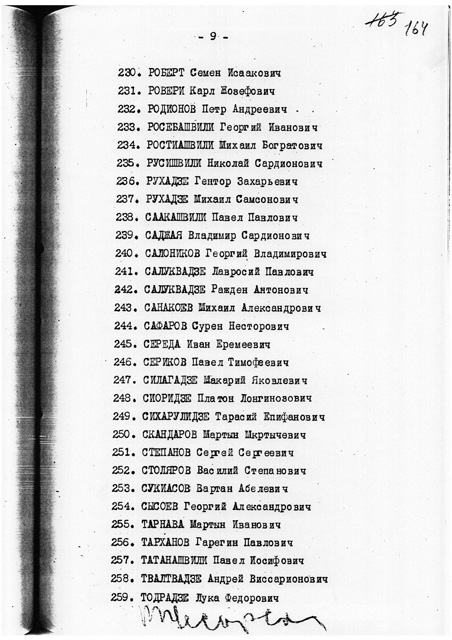 165 164
- 9 -
230. РОБЕРТ Семен Исаакович
231. РОВЕРИ Карл Жозефович
232. РОДИОНОВ Петр Андреевич
233. РОСЕБАШВИЛИ Георгий Иванович
234. РОСТИАШВИЛИ Михаил Богратович
235. РУСИШВИЛИ Николай Сардионович
236. РУХАДЗЕ Гентор Захарьевич
237. РУХАДЗЕ Михаил Самсонович
238. СААКАШВИЛИ Павел Павлович
239. САДЖАЯ Владимир Сардионович
240. САЛОНИКОВ Георгий Владимирович
241. САЛУКВАДЗЕ Лавросий Павлович
242. САЛУКВАДЗЕ Ражден Антонович
243. САНАКОЕВ Михаил Александрович
244. САФАРОВ Сурен Несторович
245. СЕРЕДА Иван Еремеевич
246. СЕРИКОВ Павел Тимофеевич
247. СИЛАГАДЗЕ Макарий Яковлевич
248. СИОРИДЗЕ Платон Лонгинозович
249. СИХАРУЛИДЗЕ Тарасий Епифанович
250. СКАНДАРОВ Мартын Мкртычевич
251. СТЕПАНОВ Сергей Сергеевич
252. СТОЛЯРОВ Василий Степанович
253. СУКИАСОВ Вартан Абелевич
254. СЫСОЕВ Георгий Александрович
255. ТАРНАВА Мартын Иванович
256. ТАРХАНОВ Гарегин Павлович
257. ТАТАНАШВИЛИ Павел Иосифович
258. ТВАЛТВАДЗЕ Андрей Виссарионович
259. ТОДРАДЗЕ Лука Федорович